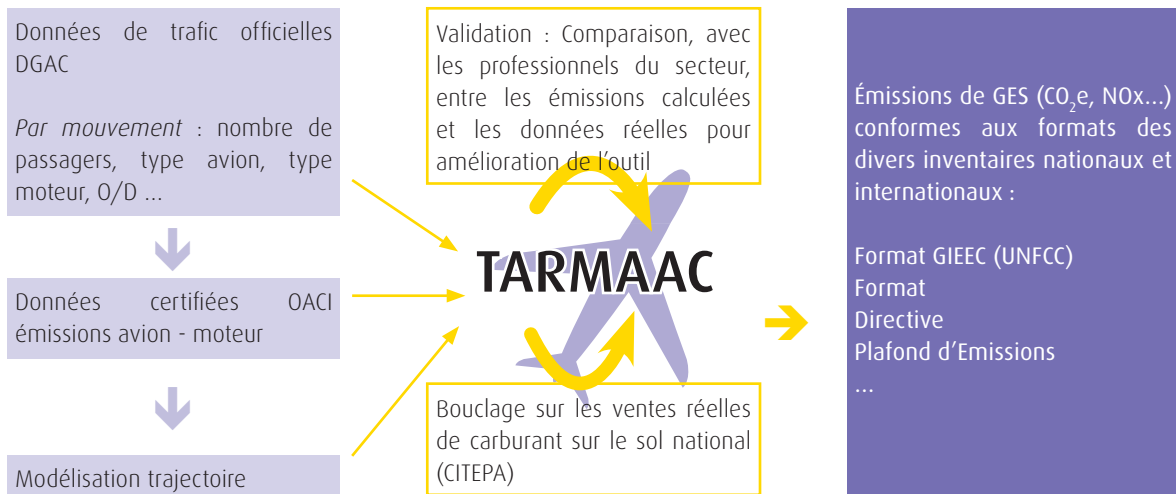 Données de trafic officielles
DGAC
Par mouvement : nombre de
passagers, type avion, type
moteur, O/D ...
Données certifiées OACI
émissions avion - moteur
Modélisation trajectoire
Validation : Comparaison, avec
les professionnels du secteur,
entre les émissions calculées
et les données réelles pour
amélioration de l'outil
TARMAAC
Bouclage sur les ventes réelles
de carburant sur le sol national
(CITEPA)
Émissions de GES (CO₂e, NOx...)
conformes aux formats des
divers inventaires nationaux et
internationaux :
Format GIEEC (UNFCC)
Format
Directive
Plafond d'Emissions
...